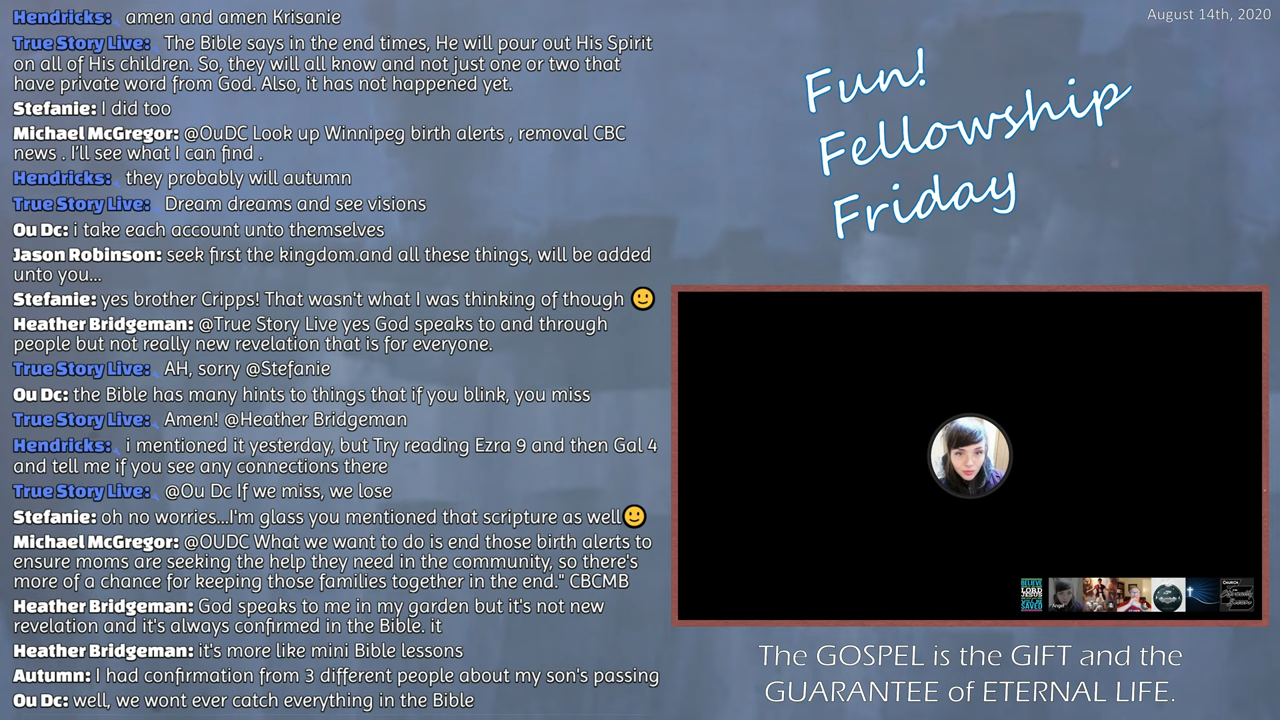 Hendricks: amen and amen Krisanie
True Story Live: The Bible says in the end times, He will pour out His Spirit
on all of His children. So, they will all know and not just one or two that
have private word from God. Also, it has not happened yet.
Stefanie: I did too
Michael McGregor: @OuDC Look up Winnipeg birth alerts , removal CBC
news . I'll see what I can find .
Hendricks: they probably will autumn
True Story Live: Dream dreams and see visions
Ou Dc: i take each account unto themselves
Jason Robinson: seek first the kingdom.and all these things, will be added
unto you...
Stefanie: yes brother Cripps! That wasn't what I was thinking of though 🙂
Heather Bridgeman: @True Story Live yes God speaks to and through
people but not really new revelation that is for everyone.
True Story Live: AH, sorry @Stefanie
Ou Dc: the Bible has many hints to things that if you blink, you miss
True Story Live: Amen! @Heather Bridgeman
Hendricks: i mentioned it yesterday, but Try reading Ezra 9 and then Gal 4
and tell me if you see any connections there
True Story Live: @Ou Dc If we miss, we lose
Stefanie: oh no worries...I'm glass you mentioned that scripture as well🙂
Michael McGregor: @OUDC What we want to do is end those birth alerts to
ensure moms are seeking the help they need in the community, so there's
more of a chance for keeping those families together in the end." CBCMB
Heather Bridgeman: God speaks to me in my garden but it's not new
revelation and it's always confirmed in the Bible. it
Heather Bridgeman: it's more like mini Bible lessons
Autumn: I had confirmation from 3 different people about my son's passing
Ou Dc: well, we wont ever catch everything in the Bible
August 14th, 2020
Fun!
Fellowship
Friday
BELIEVE
LORD
JESUS
SAVED
Angel
CHURCH
The GOSPEL is the GIFT and the
GUARANTEE of ETERNAL LIFE.